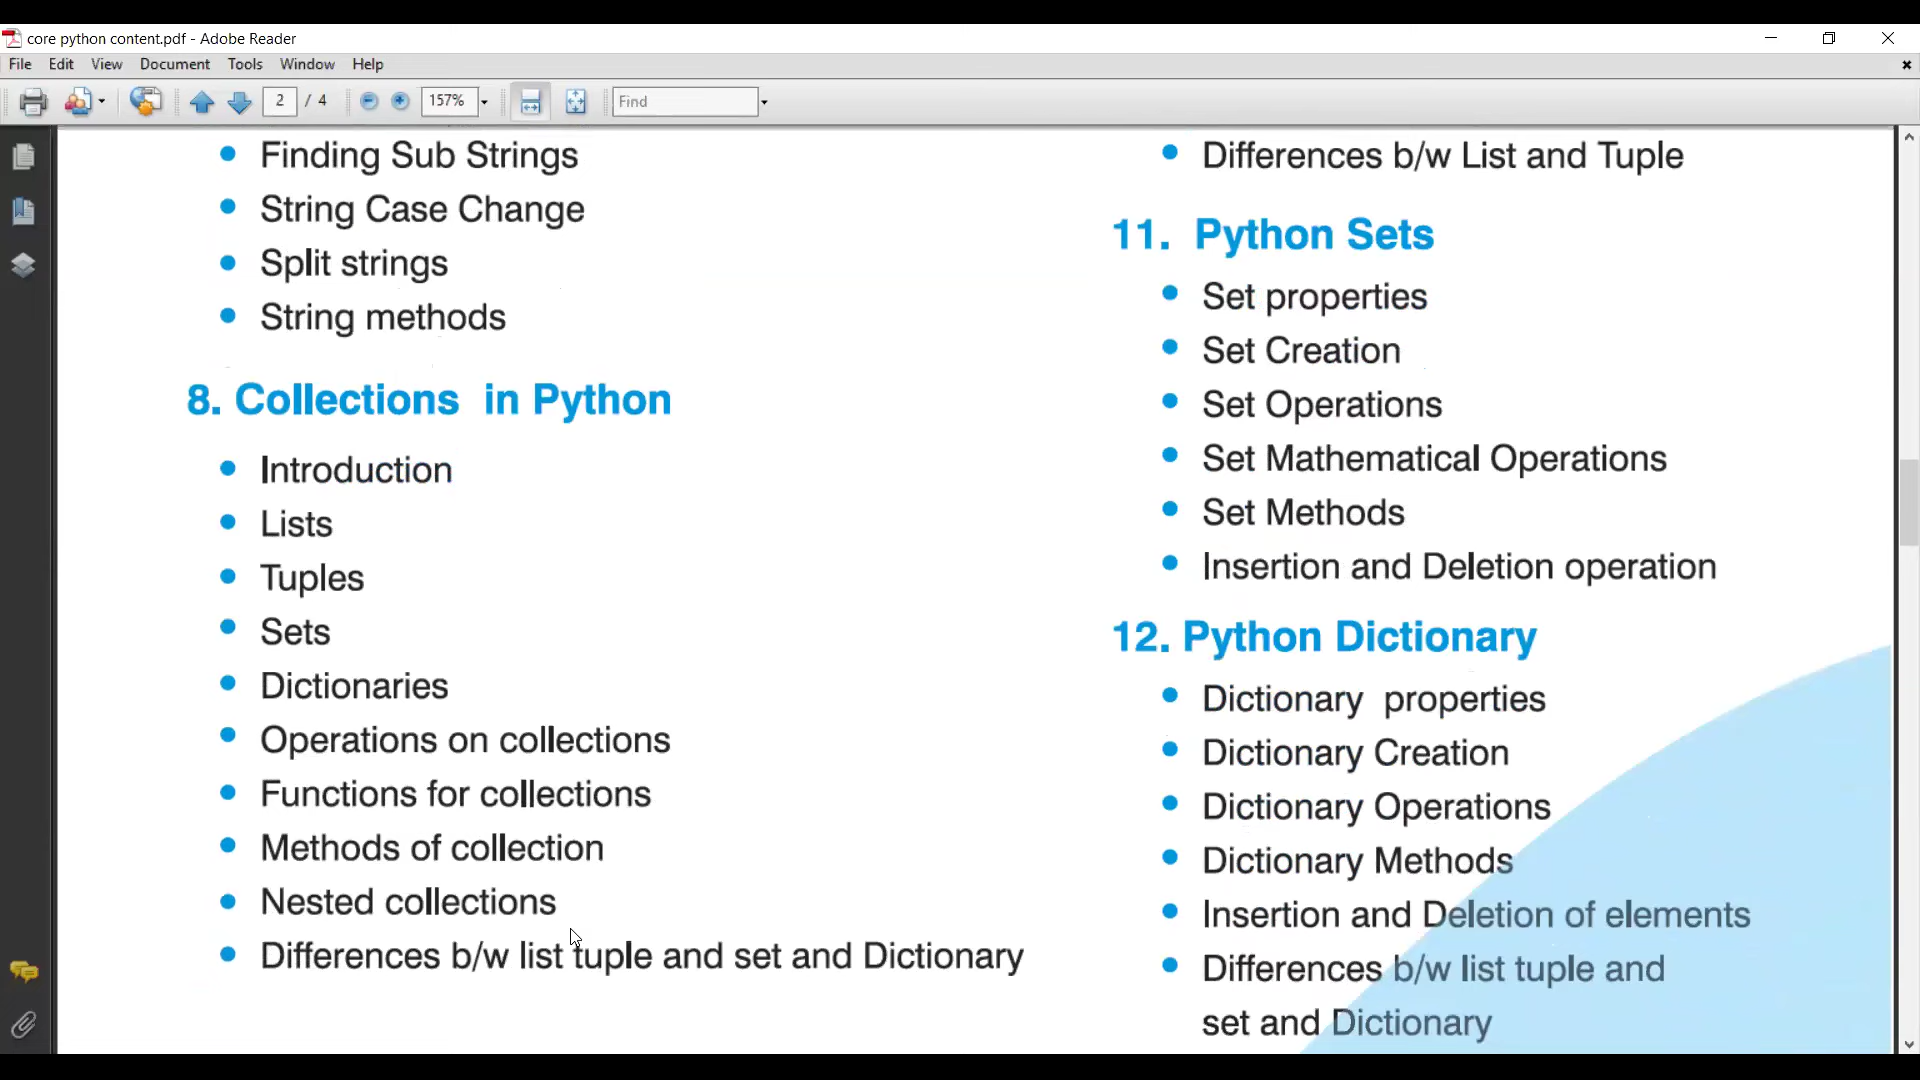 core python content.pdf - Adobe Reader
File Edit View Document Tools Window Help
2 / 4 157% Find
Finding Sub Strings
String Case Change
Split strings
String methods
8. Collections in Python
Introduction
Lists
Tuples
Sets
Dictionaries
Operations on collections
Functions for collections
Methods of collection
Nested collections
Differences b/w list tuple and set and Dictionary
Differences b/w List and Tuple
11. Python Sets
Set properties
Set Creation
Set Operations
Set Mathematical Operations
Set Methods
Insertion and Deletion operation
12. Python Dictionary
Dictionary properties
Dictionary Creation
Dictionary Operations
Dictionary Methods
Insertion and Deletion of elements
Differences b/w list tuple and
set and Dictionary